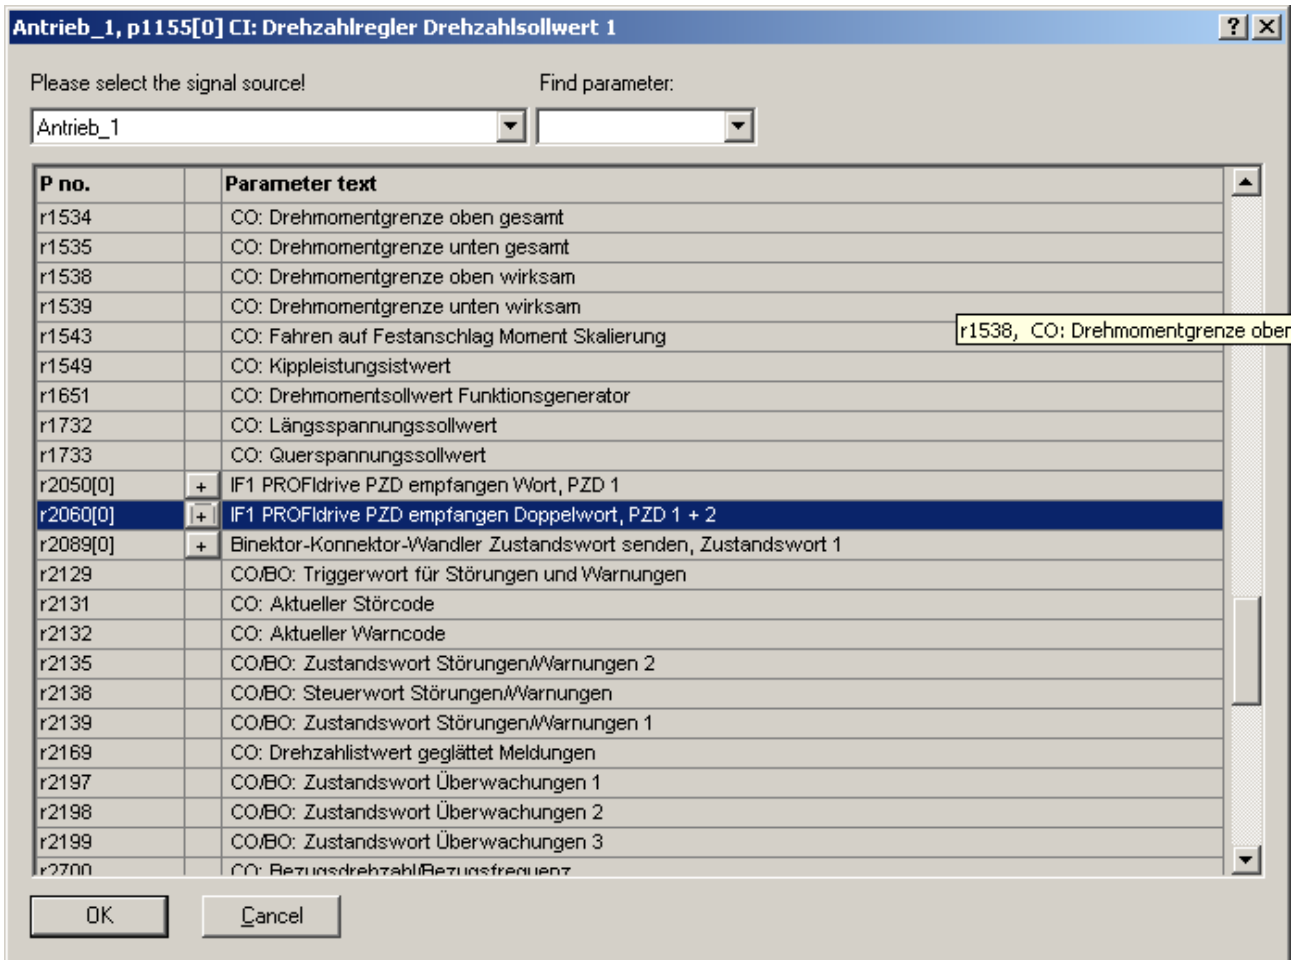 Antrieb_1, p1155[0] CI: Drehzahlregler Drehzahlsollwert 1
Please select the signal source! Find parameter:
Antrieb_1
P no. Parameter text
r1534 CO: Drehmomentgrenze oben gesamt
r1535 CO: Drehmomentgrenze unten gesamt
r1538 CO: Drehmomentgrenze oben wirksam
r1539 CO: Drehmomentgrenze unten wirksam
r1543 CO: Fahren auf Festanschlag Moment Skalierung
r1538, CO: Drehmomentgrenze ober
r1549 CO: Kippleistungsistwert
r1651 CO: Drehmomentsollwert Funktionsgenerator
r1732 CO: Längsspannungssollwert
r1733 CO: Querspannungssollwert
r2050[0] + IF1 PROFIdrive PZD empfangen Wort, PZD 1
r2060[0] + IF1 PROFIdrive PZD empfangen Doppelwort, PZD 1 + 2
r2089[0] + Binektor-Konnektor-Wandler Zustandswort senden, Zustandswort 1
r2129 CO/BO: Triggerwort für Störungen und Warnungen
r2131 CO: Aktueller Störcode
r2132 CO: Aktueller Warncode
r2135 CO/BO: Zustandswort Störungen/Warnungen 2
r2138 CO/BO: Steuerwort Störungen/Warnungen
r2139 CO/BO: Zustandswort Störungen/Warnungen 1
r2169 CO: Drehzahlistwert geglättet Meldungen
r2197 CO/BO: Zustandswort Überwachungen 1
r2198 CO/BO: Zustandswort Überwachungen 2
r2199 CO/BO: Zustandswort Überwachungen 3
r2700 CO: Bezugsdrehzahl/Bezugsfrequenz
OK Cancel